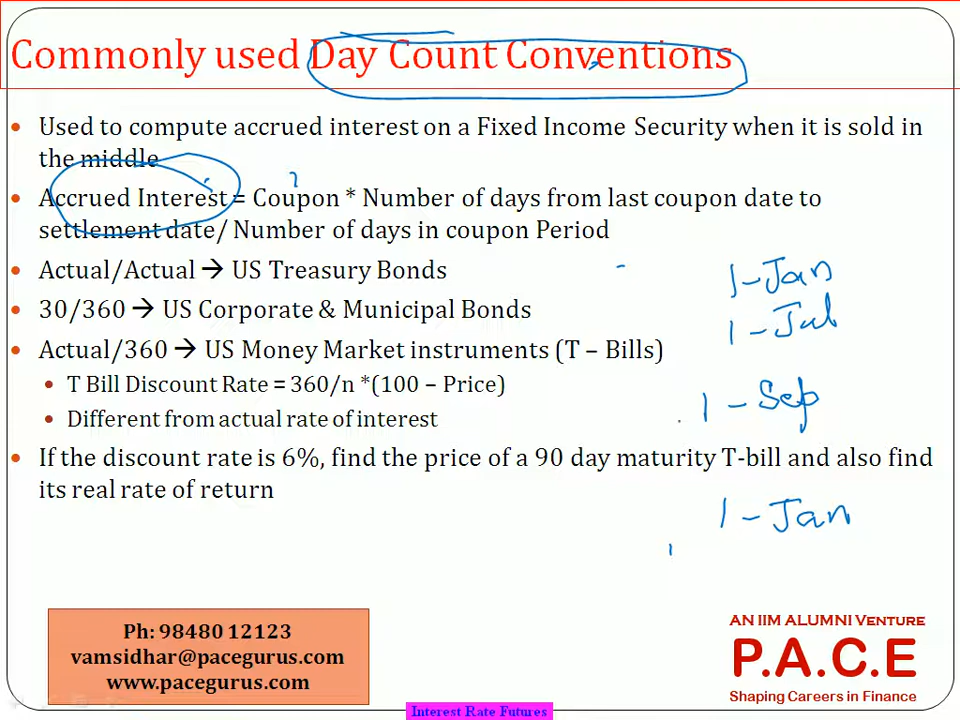 Commonly used Day Count Conventions
• Used to compute accrued interest on a Fixed Income Security when it is sold in
the middle
• Accrued Interest = Coupon * Number of days from last coupon date to
settlement date/ Number of days in coupon Period
• Actual/Actual → US Treasury Bonds
• 30/360 → US Corporate & Municipal Bonds
• Actual/360 → US Money Market instruments (T – Bills)
• T Bill Discount Rate = 360/n *(100 – Price)
• Different from actual rate of interest
• If the discount rate is 6%, find the price of a 90 day maturity T-bill and also find
its real rate of return
1-Jan
1-Jul
1-Sep
1-Jan
Ph: 98480 12123
vamsidhar@pacegurus.com
www.pacegurus.com
AN IIM ALUMNI VENTURE
P.A.C.E
Shaping Careers in Finance
Interest Rate Futures